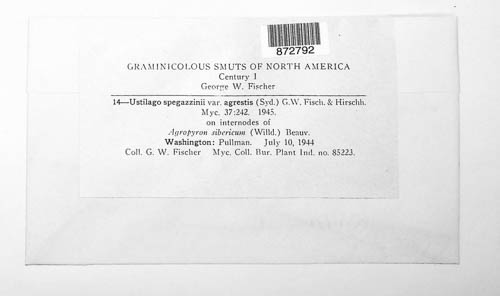 872792
GRAMINICOLOUS SMUTS OF NORTH AMERICA
Century I
George W. Fischer
14—Ustilago spegazzinii var. agrestis (Syd.) G.W. Fisch. & Hirschh.
Myc. 37:242. 1945.
on internodes of
Agropyron sibericum (Willd.) Beauv.
Washington: Pullman. July 10, 1944
Coll. G. W. Fischer Myc. Coll. Bur. Plant Ind. no. 85223.